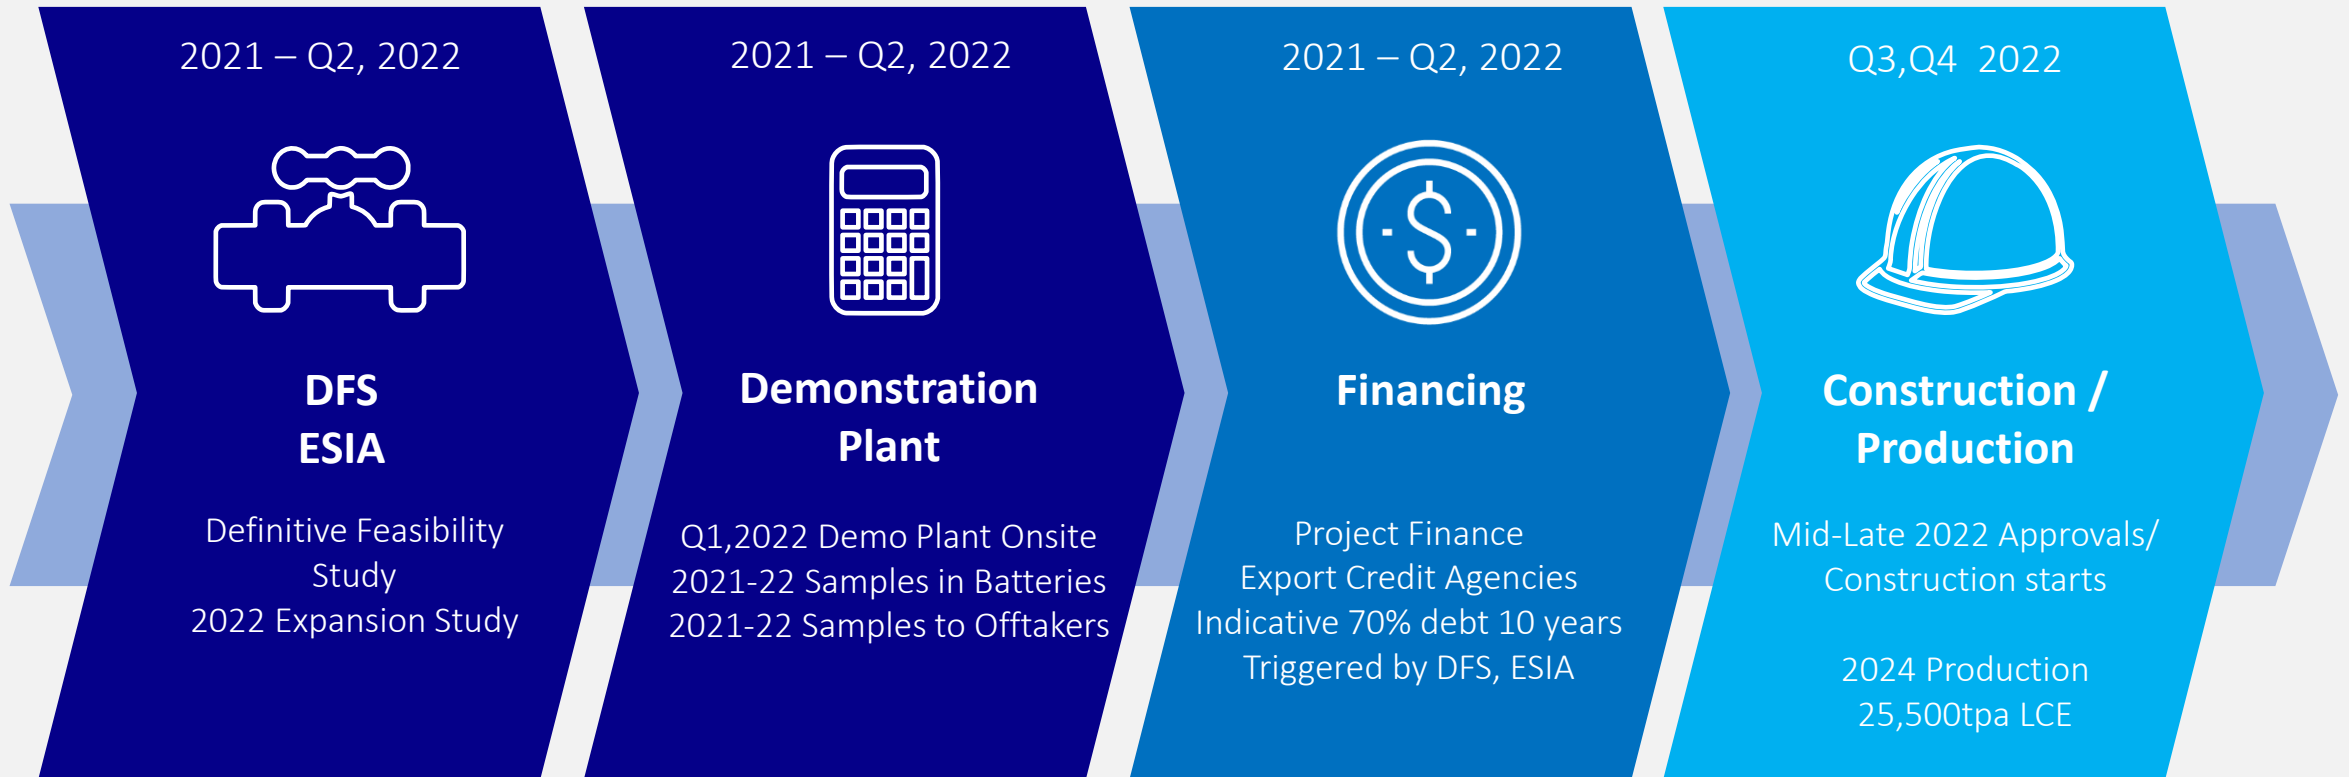 2021 – Q2, 2022
DFS
ESIA
Definitive Feasibility
Study
2022 Expansion Study
2021 – Q2, 2022
Demonstration
Plant
Q1,2022 Demo Plant Onsite
2021-22 Samples in Batteries
2021-22 Samples to Offtakers
2021 – Q2, 2022
$
Financing
Project Finance
Export Credit Agencies
Indicative 70% debt 10 years
Triggered by DFS, ESIA
Q3,Q4 2022
Construction /
Production
Mid-Late 2022 Approvals/
Construction starts
2024 Production
25,500tpa LCE